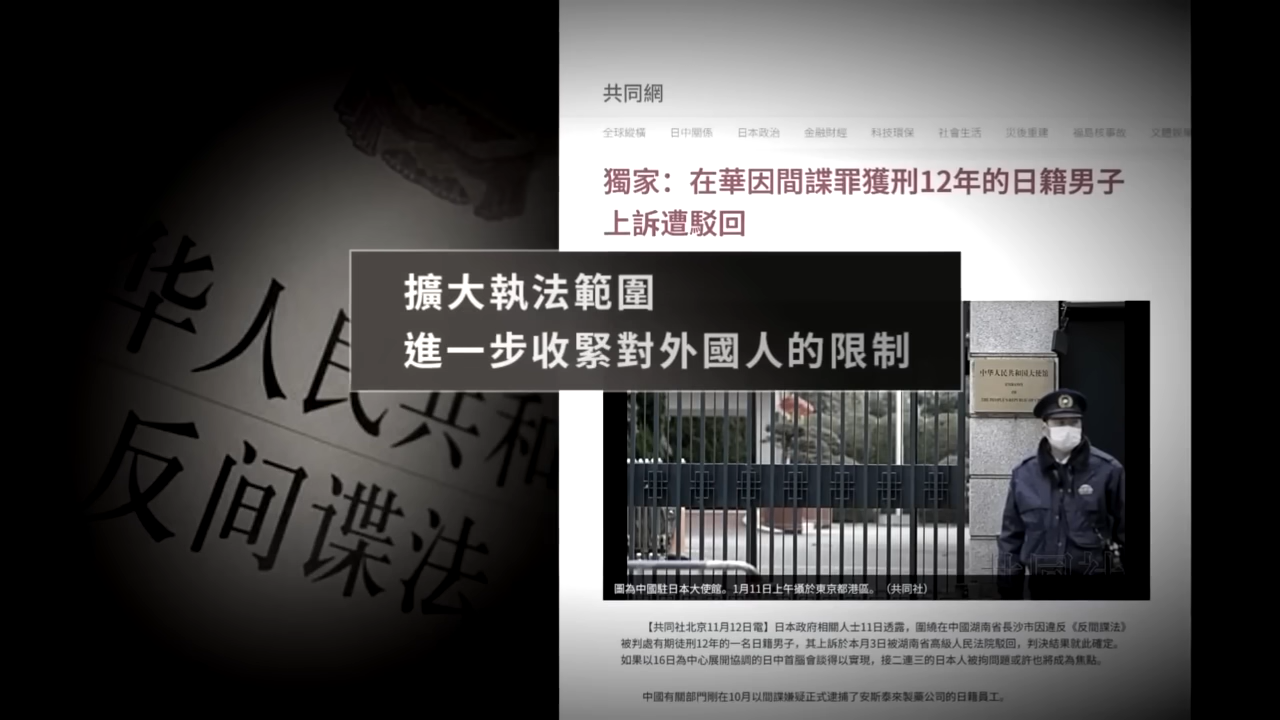 共同網
全球縱橫 日中關係 日本政治 金融財經 科技環保 社會生活 災後重建 福島核事故 文體娛樂
獨家：在華因間諜罪獲刑12年的日籍男子
上訴遭駁回
擴大執法範圍
進一步收緊對外國人的限制
华人民共和
反间谍法
中华人民共和国大使馆
圖為中國駐日本大使館。1月11日上午攝於東京都港區。（共同社）
【共同社北京11月12日電】日本政府相關人士11日透露，圍繞在中國湖南省長沙市因違反《反間諜法》
被判處有期徒刑12年的一名日籍男子，其上訴於本月3日被湖南省高級人民法院駁回，判決結果就此確定。
如果以16日為中心展開協調的日中首腦會談得以實現，接二連三的日本人被拘問題或許也將成為焦點。
中國有關部門剛在10月以間諜嫌疑正式逮捕了安斯泰來製藥公司的日籍員工。